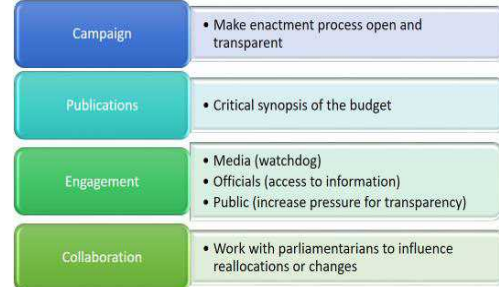 Campaign
• Make enactment process open and
transparent
Publications
• Critical synopsis of the budget
Engagement
• Media (watchdog)
• Officials (access to information)
• Public (increase pressure for transparency)
Collaboration
• Work with parliamentarians to influence
reallocations or changes